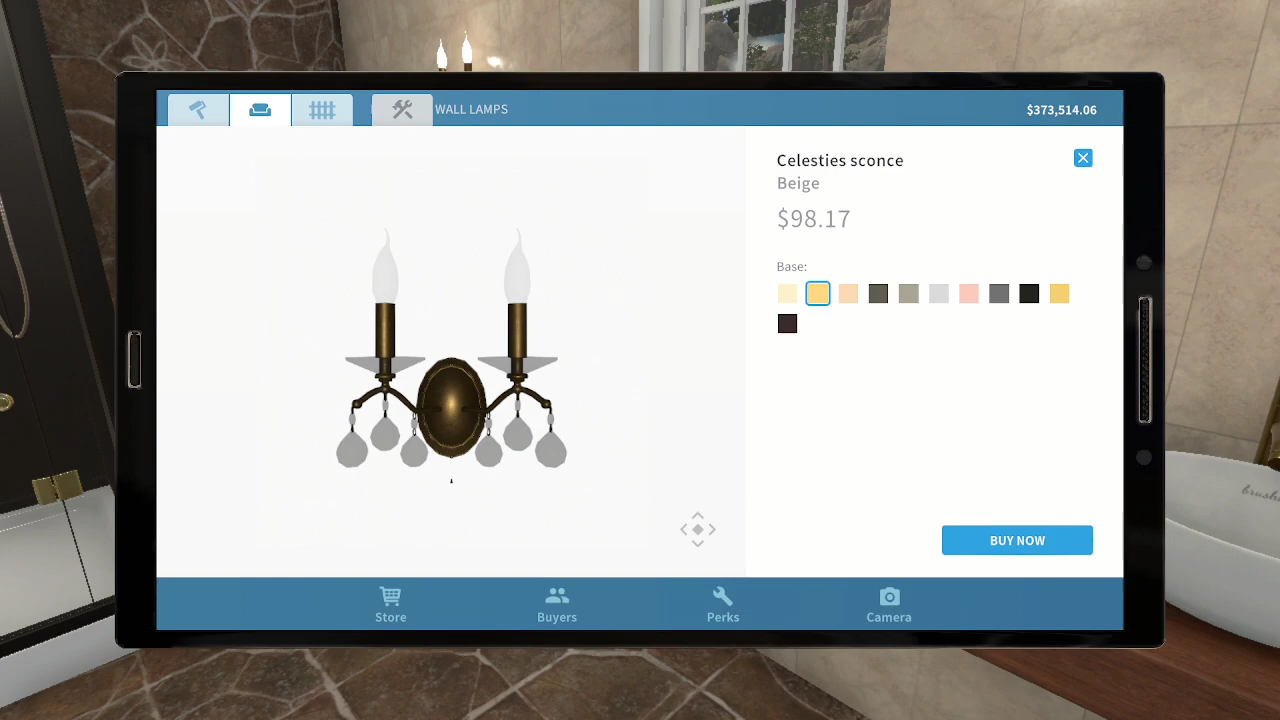 WALL LAMPS
$373,514.06
Celesties sconce
Beige
$98.17
Base:
BUY NOW
Store
Buyers
Perks
Camera